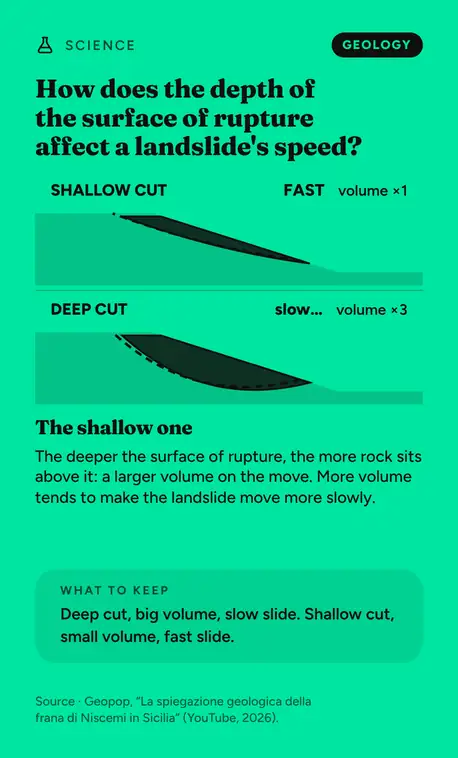 SCIENCE
GEOLOGY
How does the depth of
the surface of rupture
affect a landslide's speed?
SHALLOW CUT FAST volume ×1
DEEP CUT slow... volume ×3
The shallow one
The deeper the surface of rupture, the more rock sits
above it: a larger volume on the move. More volume
tends to make the landslide move more slowly.
WHAT TO KEEP
Deep cut, big volume, slow slide. Shallow cut,
small volume, fast slide.
Source · Geopop, “La spiegazione geologica della
frana di Niscemi in Sicilia” (YouTube, 2026).